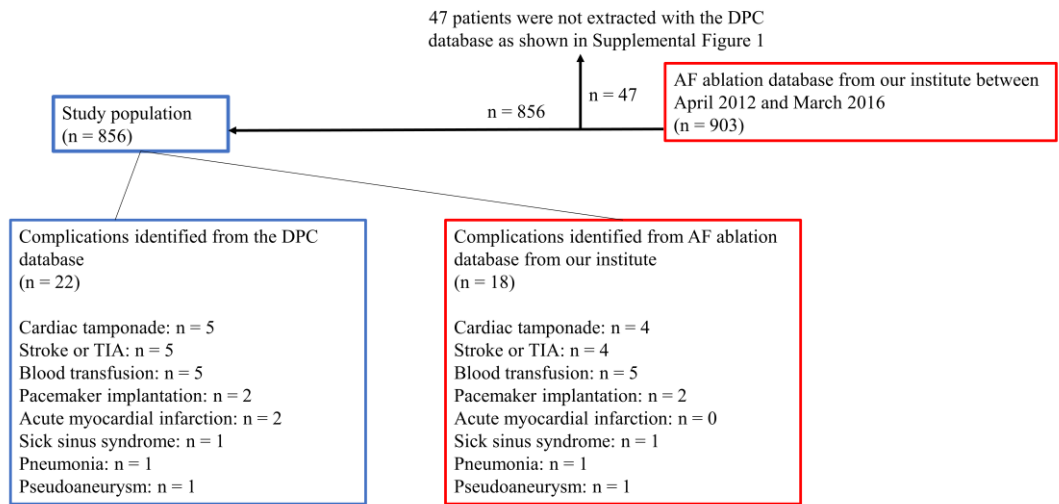 47 patients were not extracted with the DPC
database as shown in Supplemental Figure 1
AF ablation database from our institute between
April 2012 and March 2016
(n = 903)
n = 47
n = 856
Study population
(n = 856)
Complications identified from the DPC
database
(n = 22)
Cardiac tamponade: n = 5
Stroke or TIA: n = 5
Blood transfusion: n = 5
Pacemaker implantation: n = 2
Acute myocardial infarction: n = 2
Sick sinus syndrome: n = 1
Pneumonia: n = 1
Pseudoaneurysm: n = 1
Complications identified from AF ablation
database from our institute
(n = 18)
Cardiac tamponade: n = 4
Stroke or TIA: n = 4
Blood transfusion: n = 5
Pacemaker implantation: n = 2
Acute myocardial infarction: n = 0
Sick sinus syndrome: n = 1
Pneumonia: n = 1
Pseudoaneurysm: n = 1